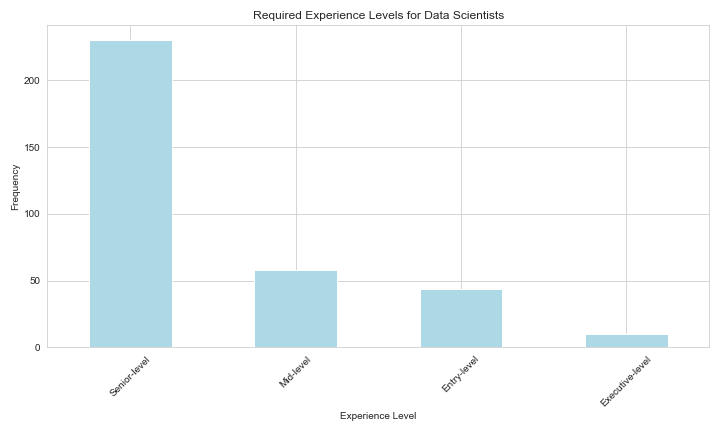 Required Experience Levels for Data Scientists
Frequency
200
150
100
50
0
Senior-level
Mid-level
Entry-level
Executive-level
Experience Level